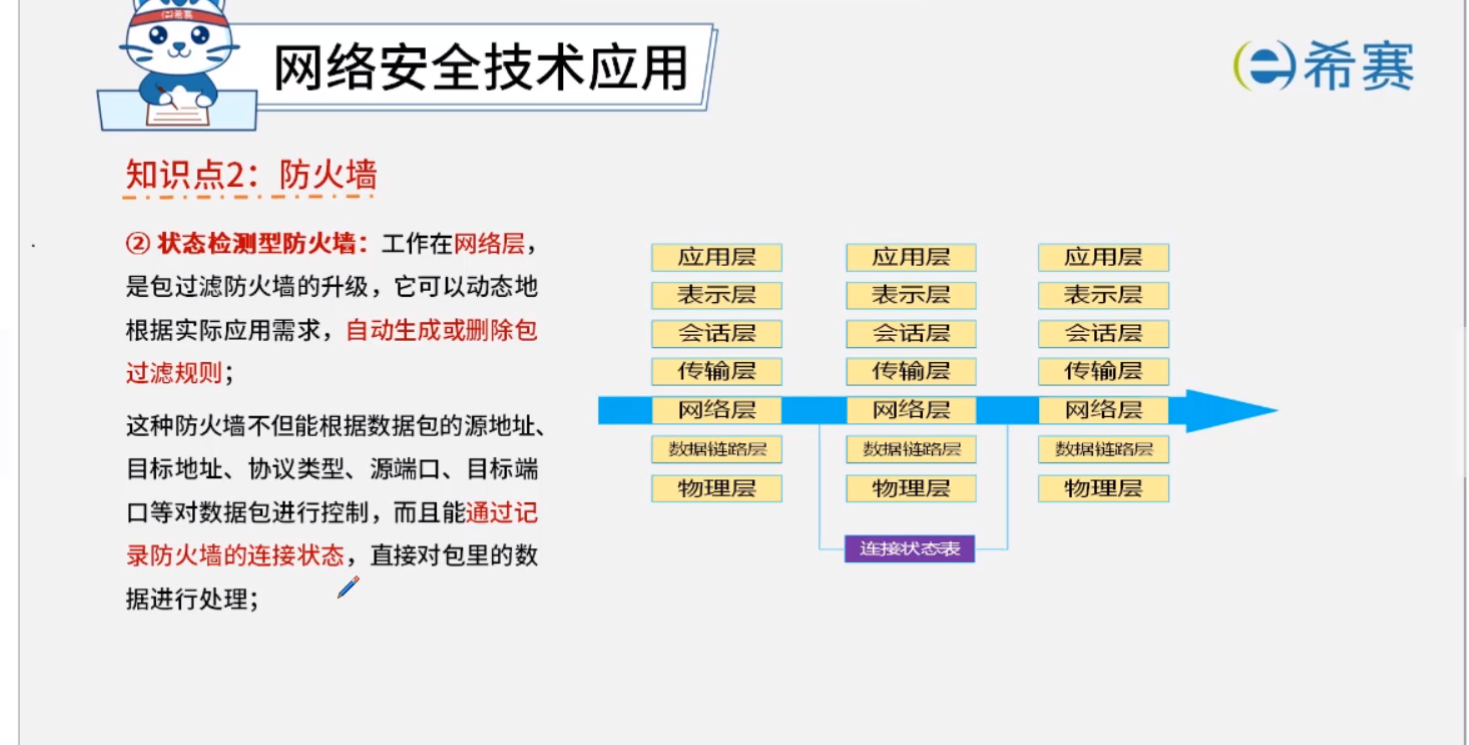 希赛
网络安全技术应用
希赛
知识点2：防火墙
② 状态检测型防火墙：工作在网络层，
是包过滤防火墙的升级，它可以动态地
根据实际应用需求，自动生成或删除包
过滤规则；
这种防火墙不但能根据数据包的源地址、
目标地址、协议类型、源端口、目标端
口等对数据包进行控制，而且能通过记
录防火墙的连接状态，直接对包里的数
据进行处理；
应用层 应用层 应用层
表示层 表示层 表示层
会话层 会话层 会话层
传输层 传输层 传输层
网络层 网络层 网络层
数据链路层 数据链路层 数据链路层
物理层 物理层 物理层
连接状态表